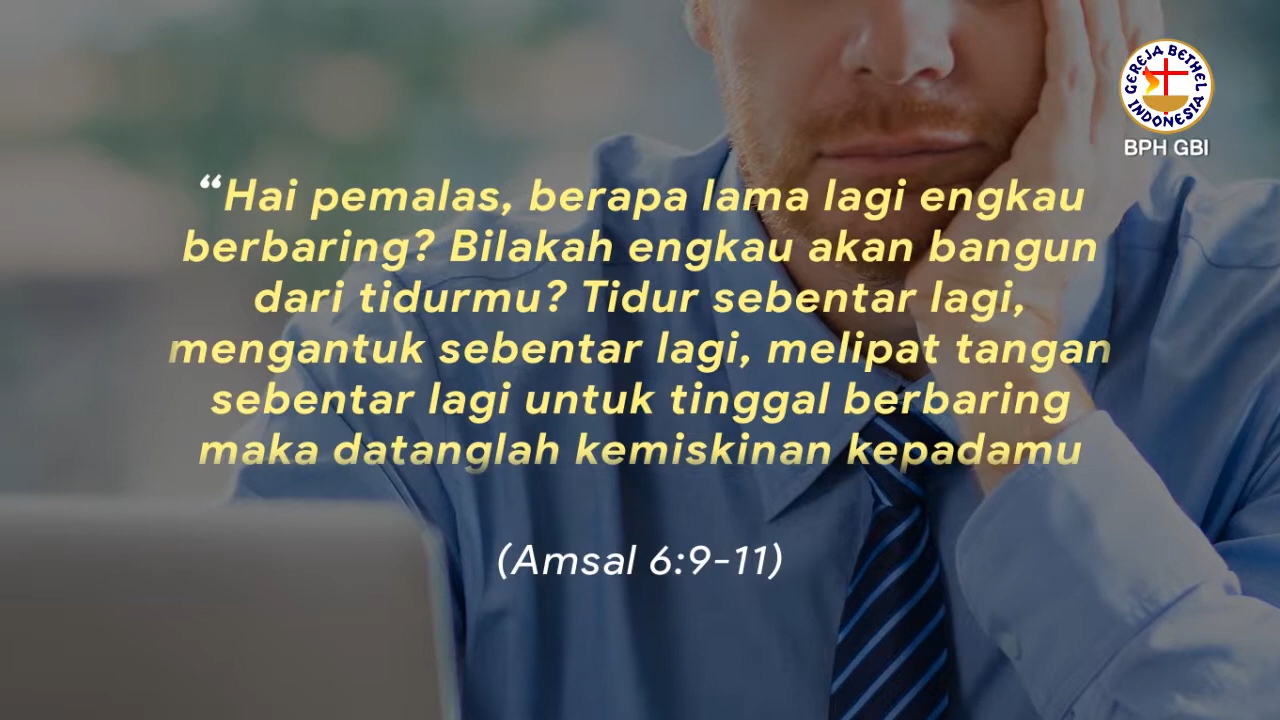 GEREJA BETHEL
INDONESIA
BPH GBI
“Hai pemalas, berapa lama lagi engkau
berbaring? Bilakah engkau akan bangun
dari tidurmu? Tidur sebentar lagi,
mengantuk sebentar lagi, melipat tangan
sebentar lagi untuk tinggal berbaring
maka datanglah kemiskinan kepadamu
(Amsal 6:9-11)